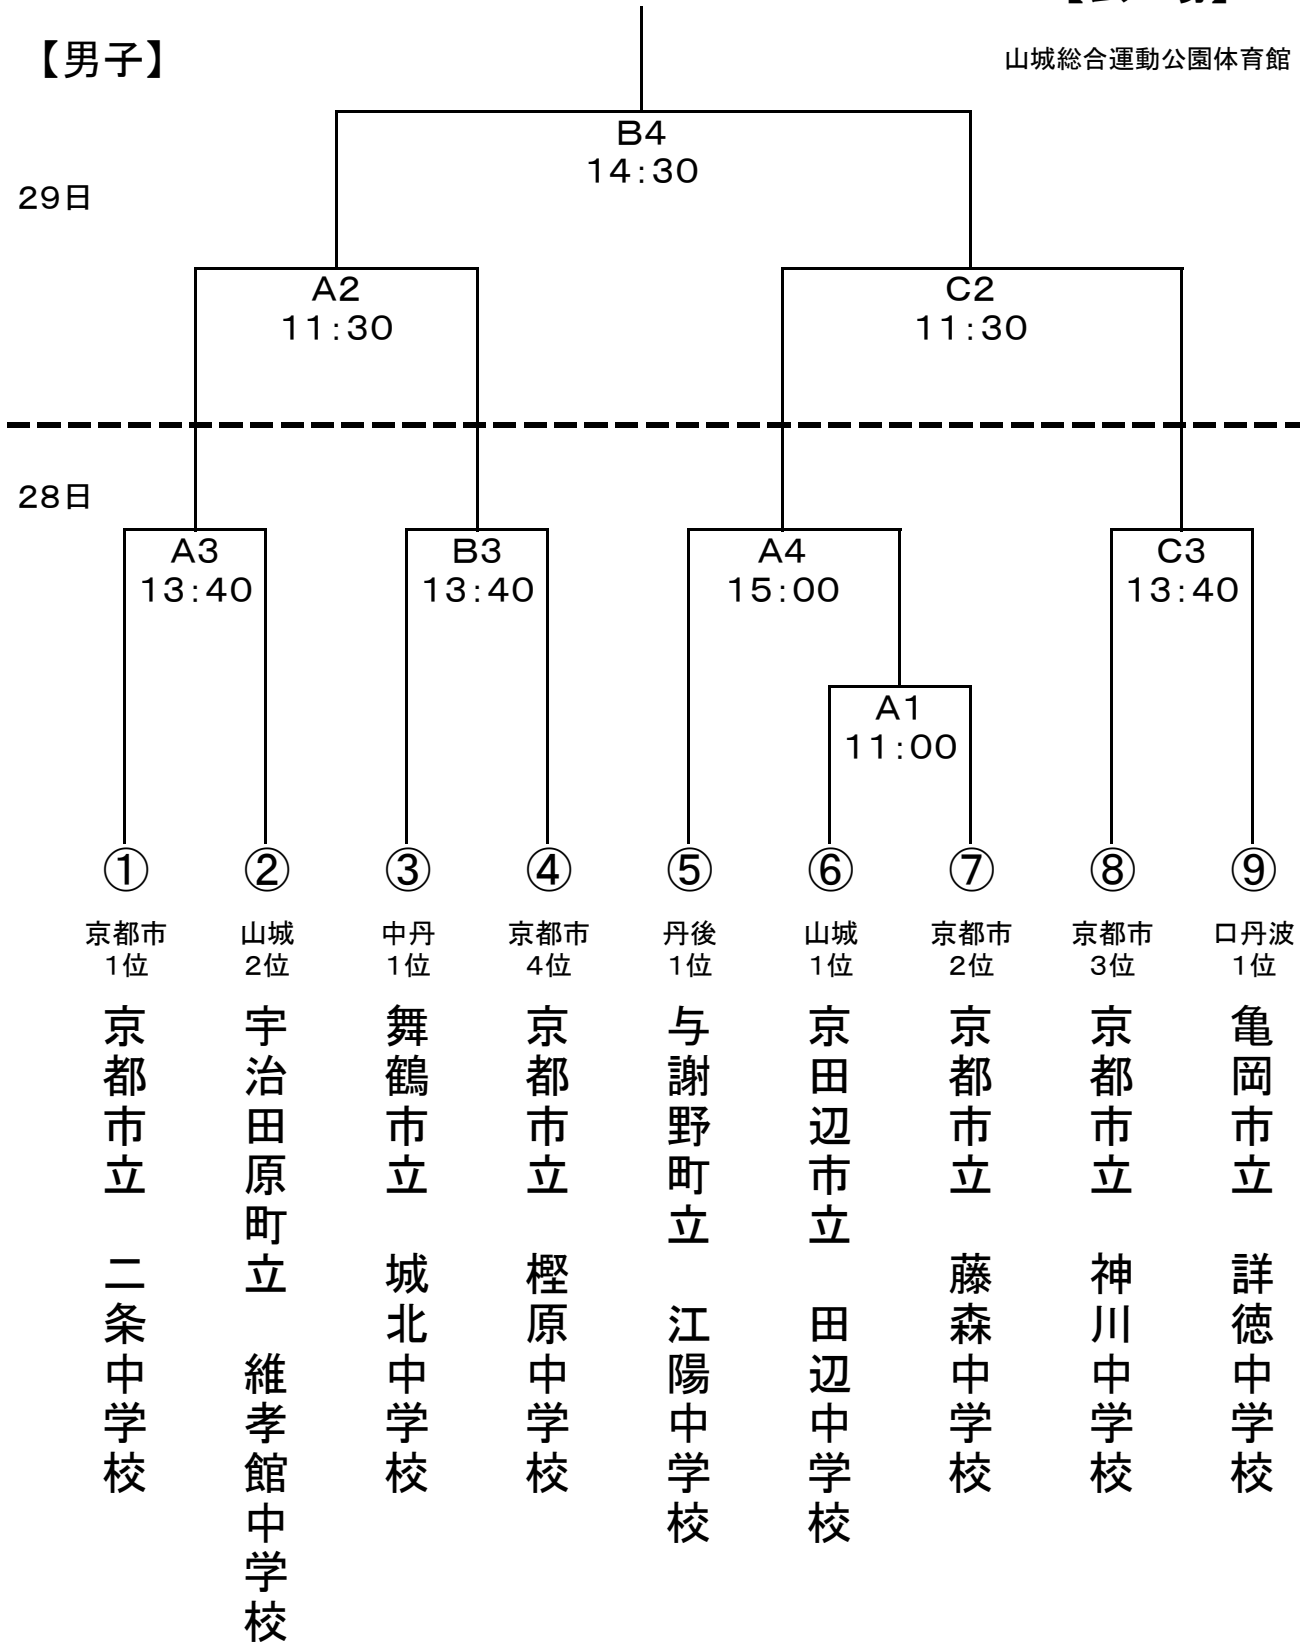 【男子】
山城総合運動公園体育館
B4
14:30
29日
A2
11:30
C2
11:30
28日
A3
13:40
B3
13:40
A4
15:00
C3
13:40
A1
11:00
①
②
③
④
⑤
⑥
⑦
⑧
⑨
京都市
1位
山城
2位
中丹
1位
京都市
4位
丹後
1位
山城
1位
京都市
2位
京都市
3位
口丹波
1位
京都市立 二条中学校
宇治田原町立 維孝館中学校
舞鶴市立 城北中学校
京都市立 樫原中学校
与謝野町立 江陽中学校
京田辺市立 田辺中学校
京都市立 藤森中学校
京都市立 神川中学校
亀岡市立 詳徳中学校